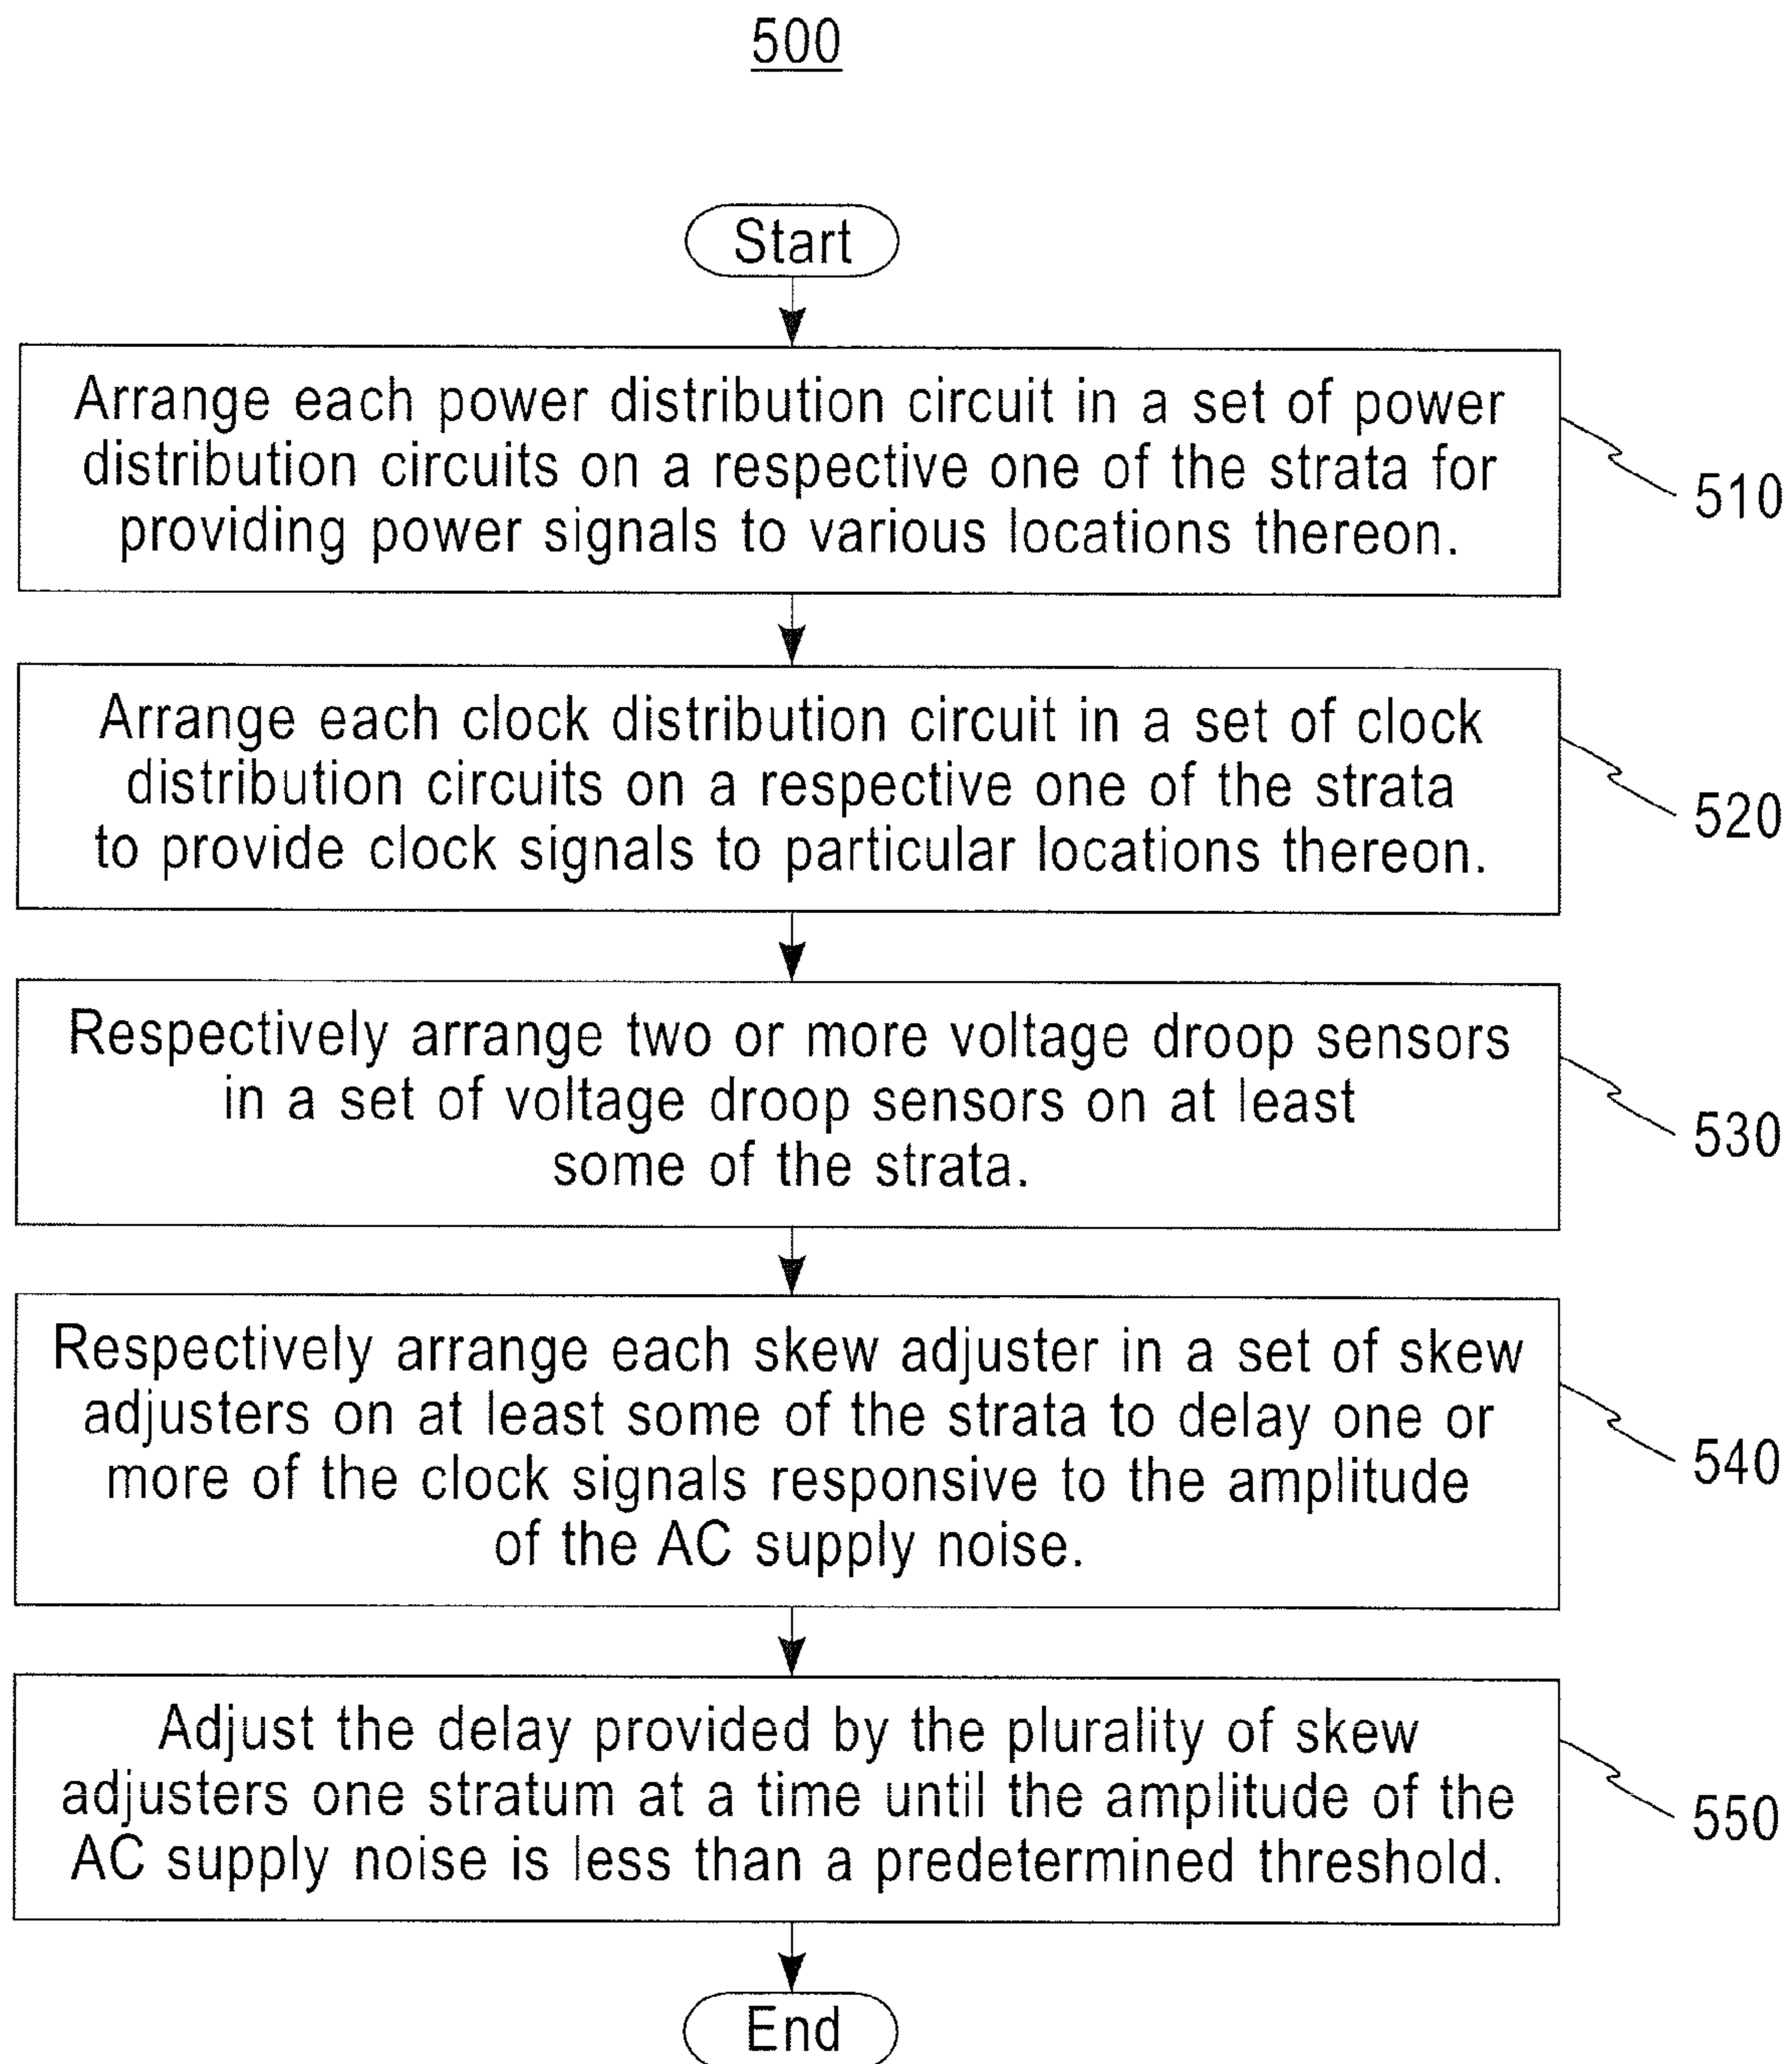 500
Start
Arrange each power distribution circuit in a set of power
distribution circuits on a respective one of the strata for
providing power signals to various locations thereon.
510
Arrange each clock distribution circuit in a set of clock
distribution circuits on a respective one of the strata
to provide clock signals to particular locations thereon.
520
Respectively arrange two or more voltage droop sensors
in a set of voltage droop sensors on at least
some of the strata.
530
Respectively arrange each skew adjuster in a set of skew
adjusters on at least some of the strata to delay one or
more of the clock signals responsive to the amplitude
of the AC supply noise.
540
Adjust the delay provided by the plurality of skew
adjusters one stratum at a time until the amplitude of the
AC supply noise is less than a predetermined threshold.
550
End